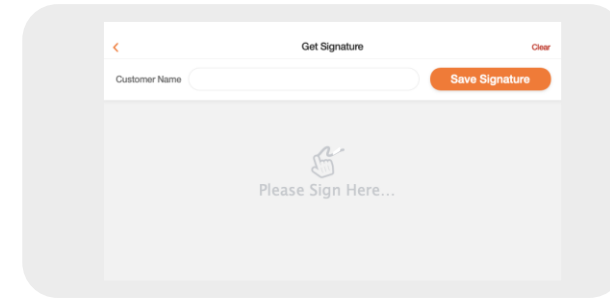 Get Signature
Clear
Customer Name
Save Signature
Please Sign Here...